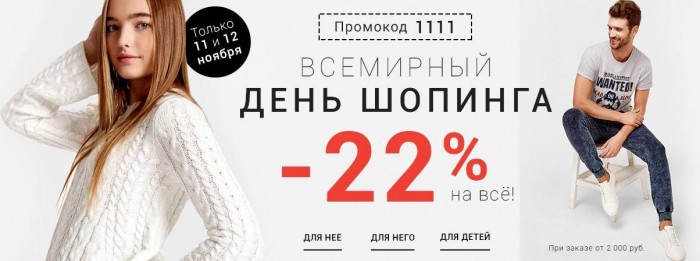 Только
11 и 12
ноября
Промокод 1111
ВСЕМИРНЫЙ
ДЕНЬ ШОПИНГА
-22%
на всё!
ДЛЯ НЕЁ ДЛЯ НЕГО ДЛЯ ДЕТЕЙ
WANTED!
При заказе от 2 000 руб.